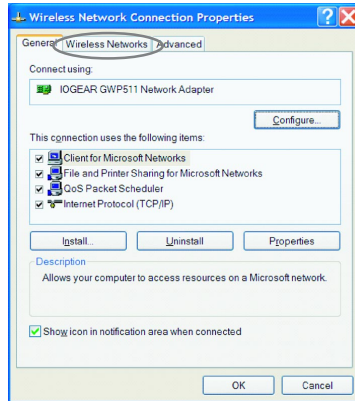 Wireless Network Connection Properties
General Wireless Networks Advanced
Connect using:
IOGEAR GWP511 Network Adapter
Configure...
This connection uses the following items:
Client for Microsoft Networks
File and Printer Sharing for Microsoft Networks
QoS Packet Scheduler
Internet Protocol (TCP/IP)
Install... Uninstall Properties
Description
Allows your computer to access resources on a Microsoft network.
Show icon in notification area when connected
OK Cancel